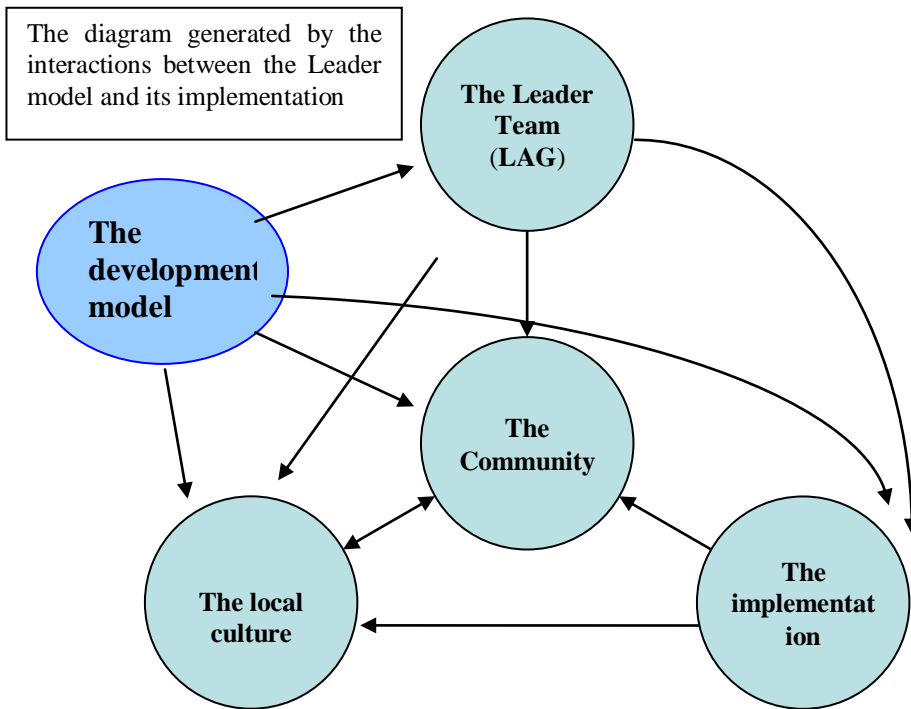 The diagram generated by the
interactions between the Leader
model and its implementation
The Leader
Team
(LAG)
The
development
model
The
Community
The local
culture
The
implementat
ion